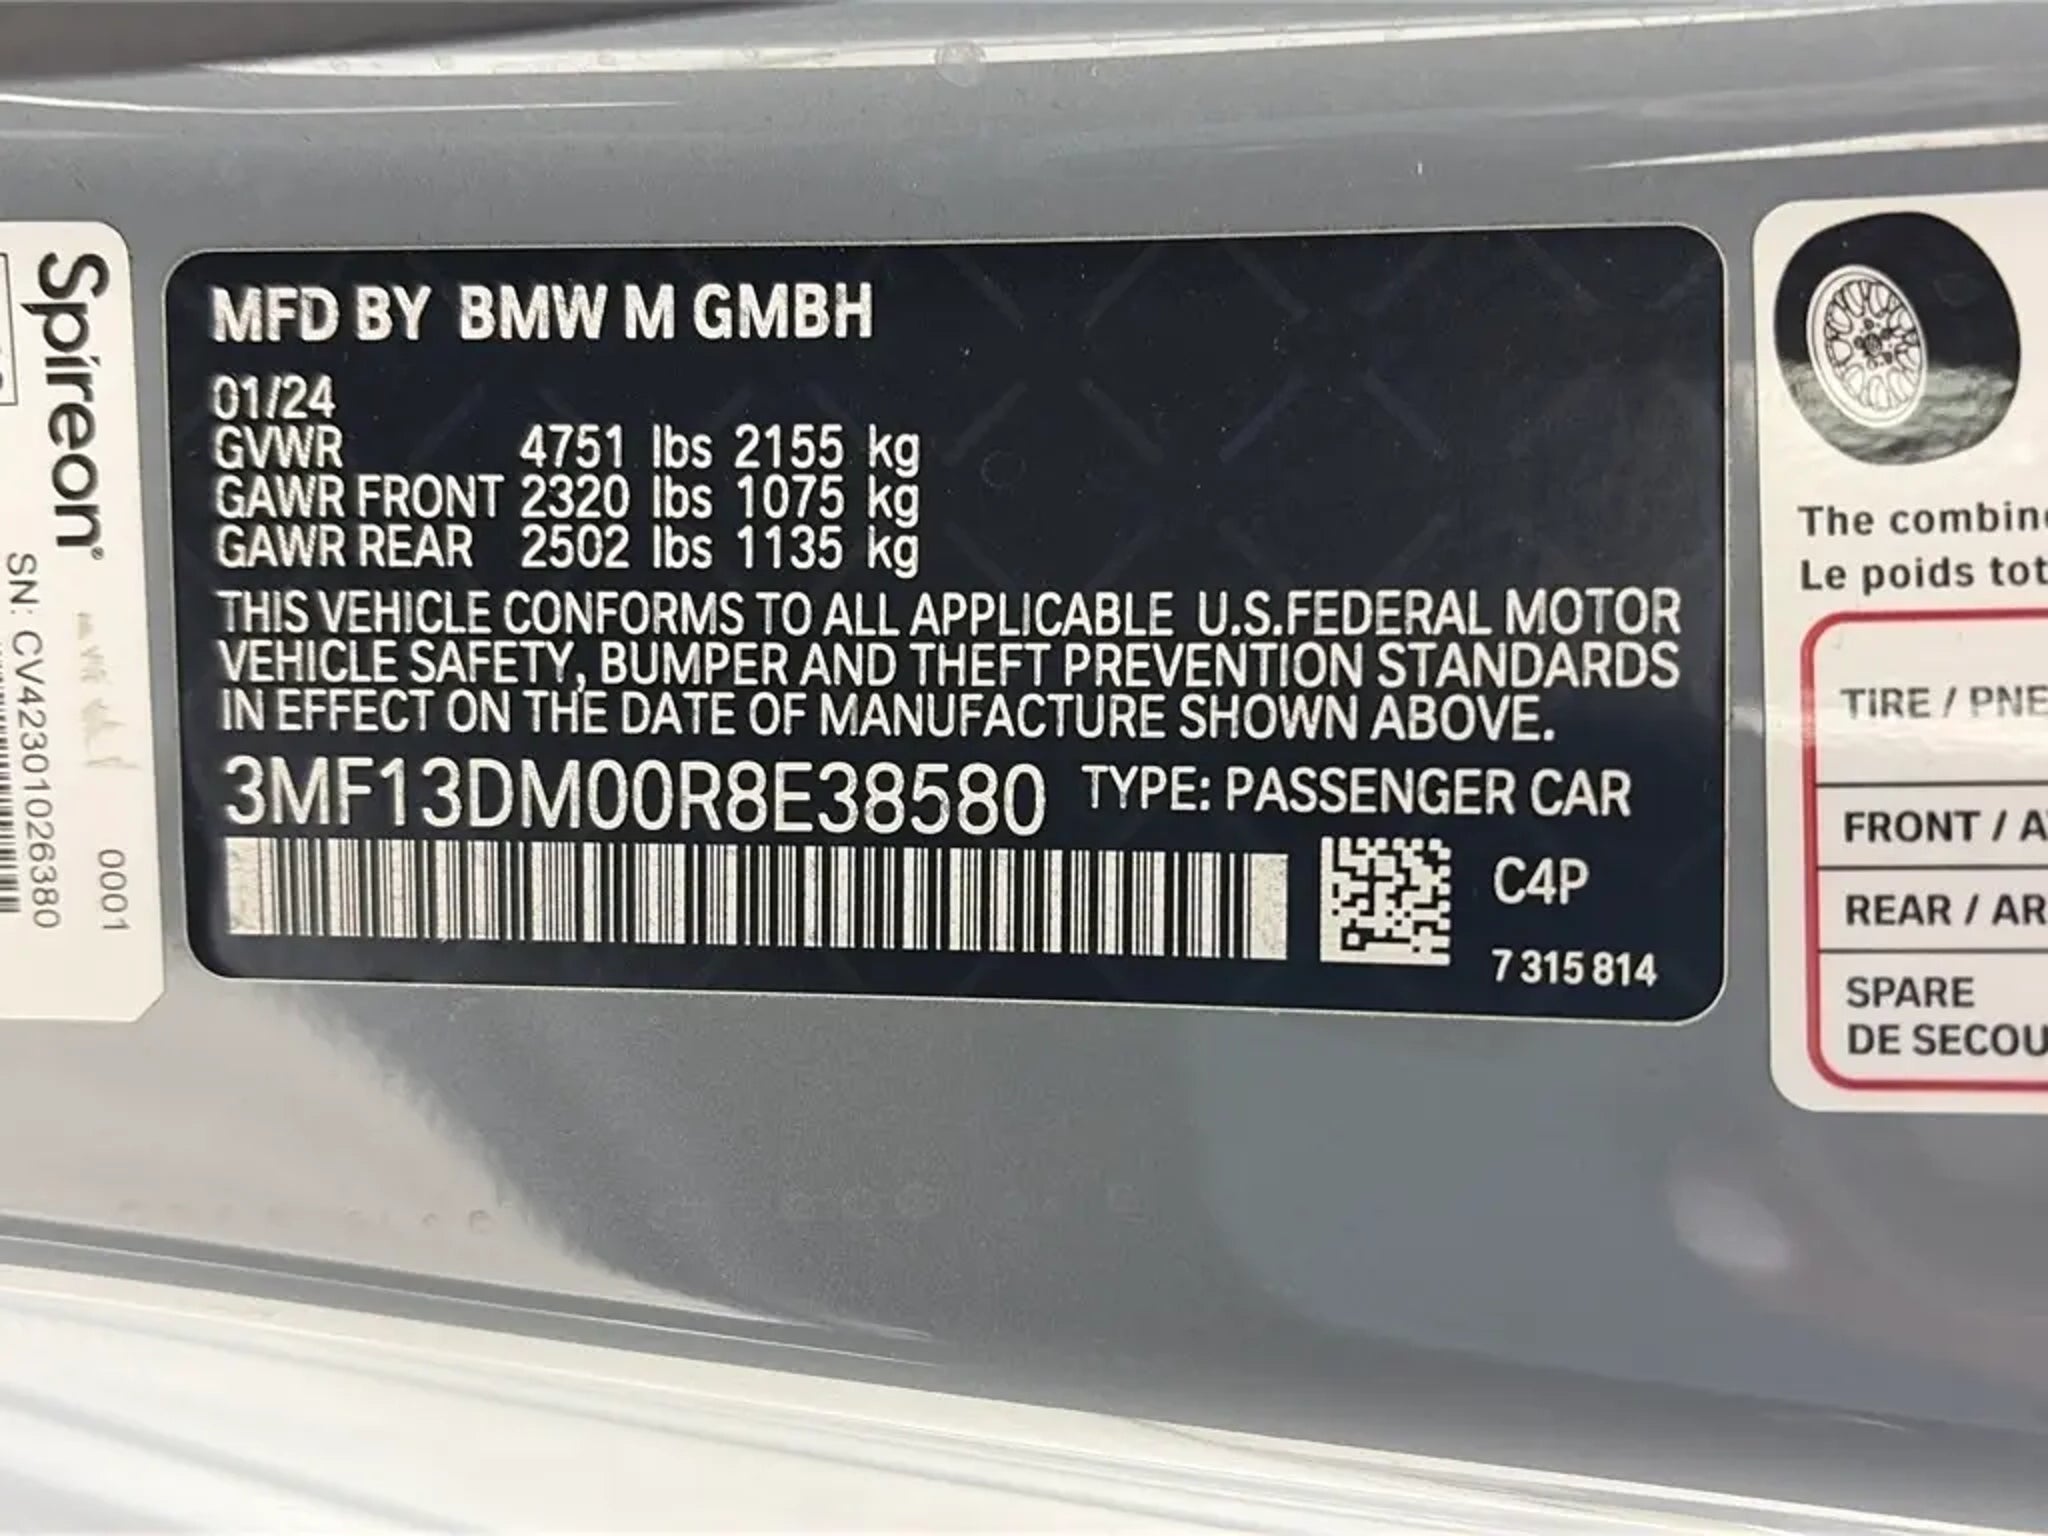 Spireon®
SN: CV42301026380
0001
MFD BY BMW M GMBH
01/24
GVWR 4751 lbs 2155 kg
GAWR FRONT 2320 lbs 1075 kg
GAWR REAR 2502 lbs 1135 kg
THIS VEHICLE CONFORMS TO ALL APPLICABLE U.S.FEDERAL MOTOR
VEHICLE SAFETY, BUMPER AND THEFT PREVENTION STANDARDS
IN EFFECT ON THE DATE OF MANUFACTURE SHOWN ABOVE.
3MF13DM00R8E38580 TYPE: PASSENGER CAR
C4P
7 315 814
The combin
Le poids tot
TIRE / PNE
FRONT / A
REAR / AR
SPARE
DE SECOU